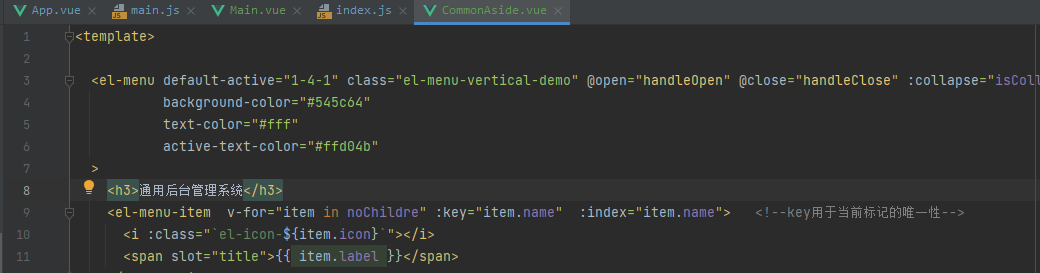 App.vue main.js Main.vue index.js CommonAside.vue
1 <template>
2
3 <el-menu default-active="1-4-1" class="el-menu-vertical-demo" @open="handleOpen" @close="handleClose" :collapse="isColl
4 background-color="#545c64"
5 text-color="#fff"
6 active-text-color="#ffd04b"
7 >
8 <h3>通用后台管理系统</h3>
9 <el-menu-item v-for="item in noChildre" :key="item.name" :index="item.name"> <!--key用于当前标记的唯一性-->
10 <i :class="`el-icon-${item.icon}`"></i>
11 <span slot="title">{{ item.label }}</span>